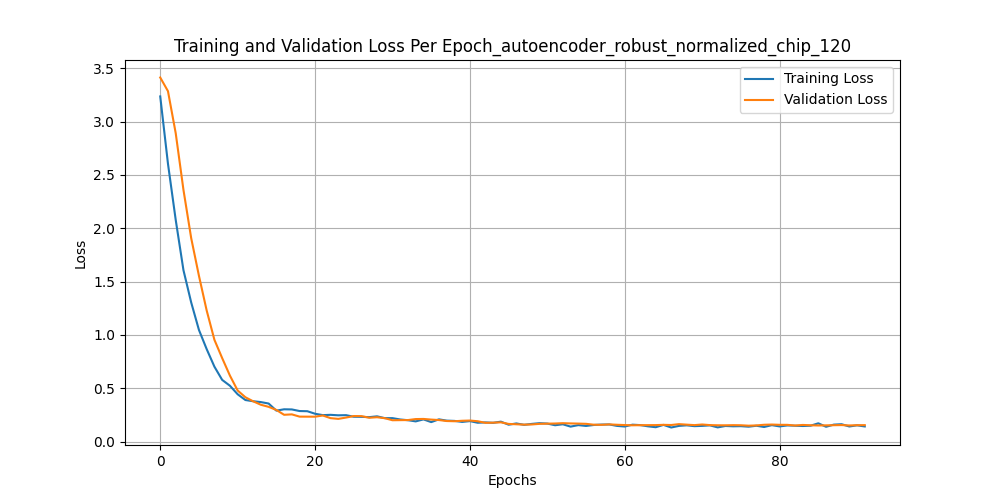 Training and Validation Loss Per Epoch_autoencoder_robust_normalized_chip_120
3.5
3.0
2.5
2.0
1.5
1.0
0.5
0.0
Loss
Training Loss
Validation Loss
0 20 40 60 80
Epochs